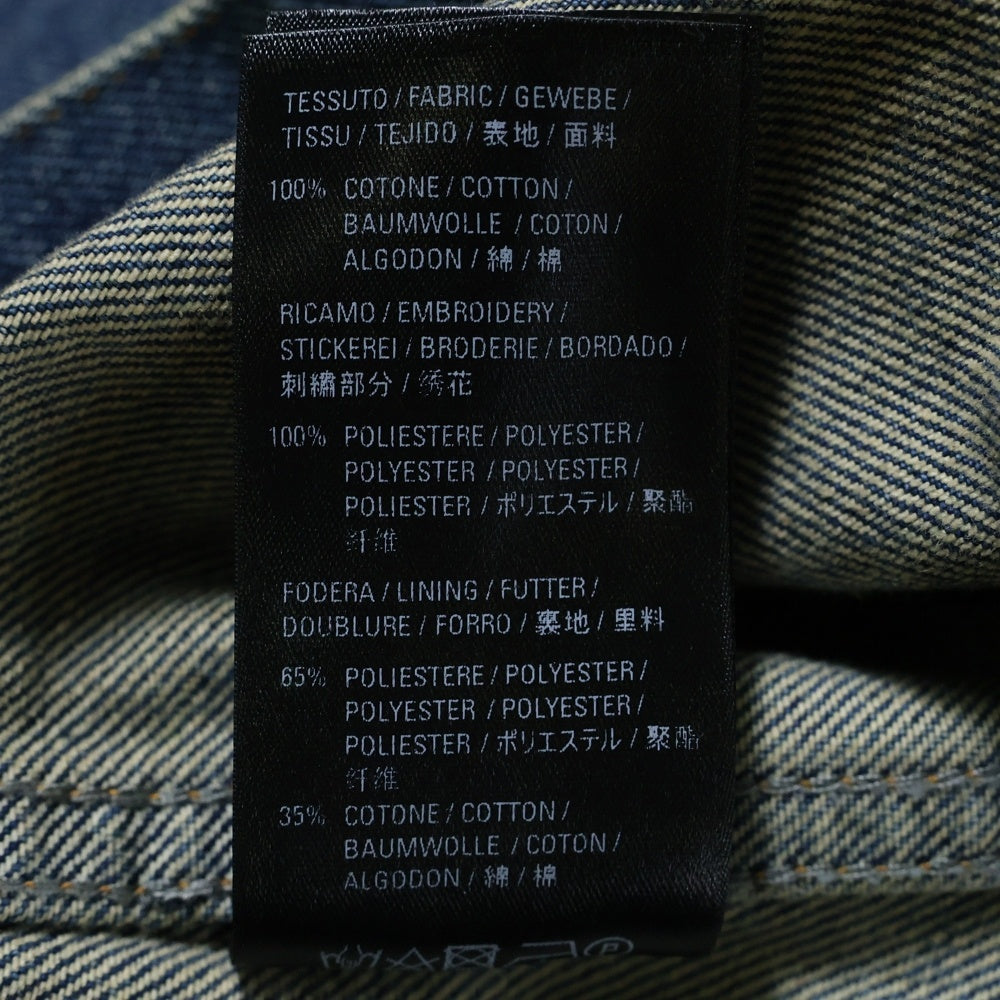 TESSUTO / FABRIC / GEWEBE /
TISSU / TEJIDO / 表地 / 面料
100% COTONE / COTTON /
BAUMWOLLE / COTON /
ALGODON / 綿 / 棉
RICAMO / EMBROIDERY /
STICKEREI / BRODERIE / BORDADO /
刺繍部分 / 绣花
100% POLIESTERE / POLYESTER /
POLYESTER / POLYESTER /
POLIESTER / ポリエステル / 聚酯
纤维
FODERA / LINING / FUTTER /
DOUBLURE / FORRO / 裏地 / 里料
65% POLIESTERE / POLYESTER /
POLYESTER / POLYESTER /
POLIESTER / ポリエステル / 聚酯
纤维
35% COTONE / COTTON /
BAUMWOLLE / COTON /
ALGODON / 綿 / 棉